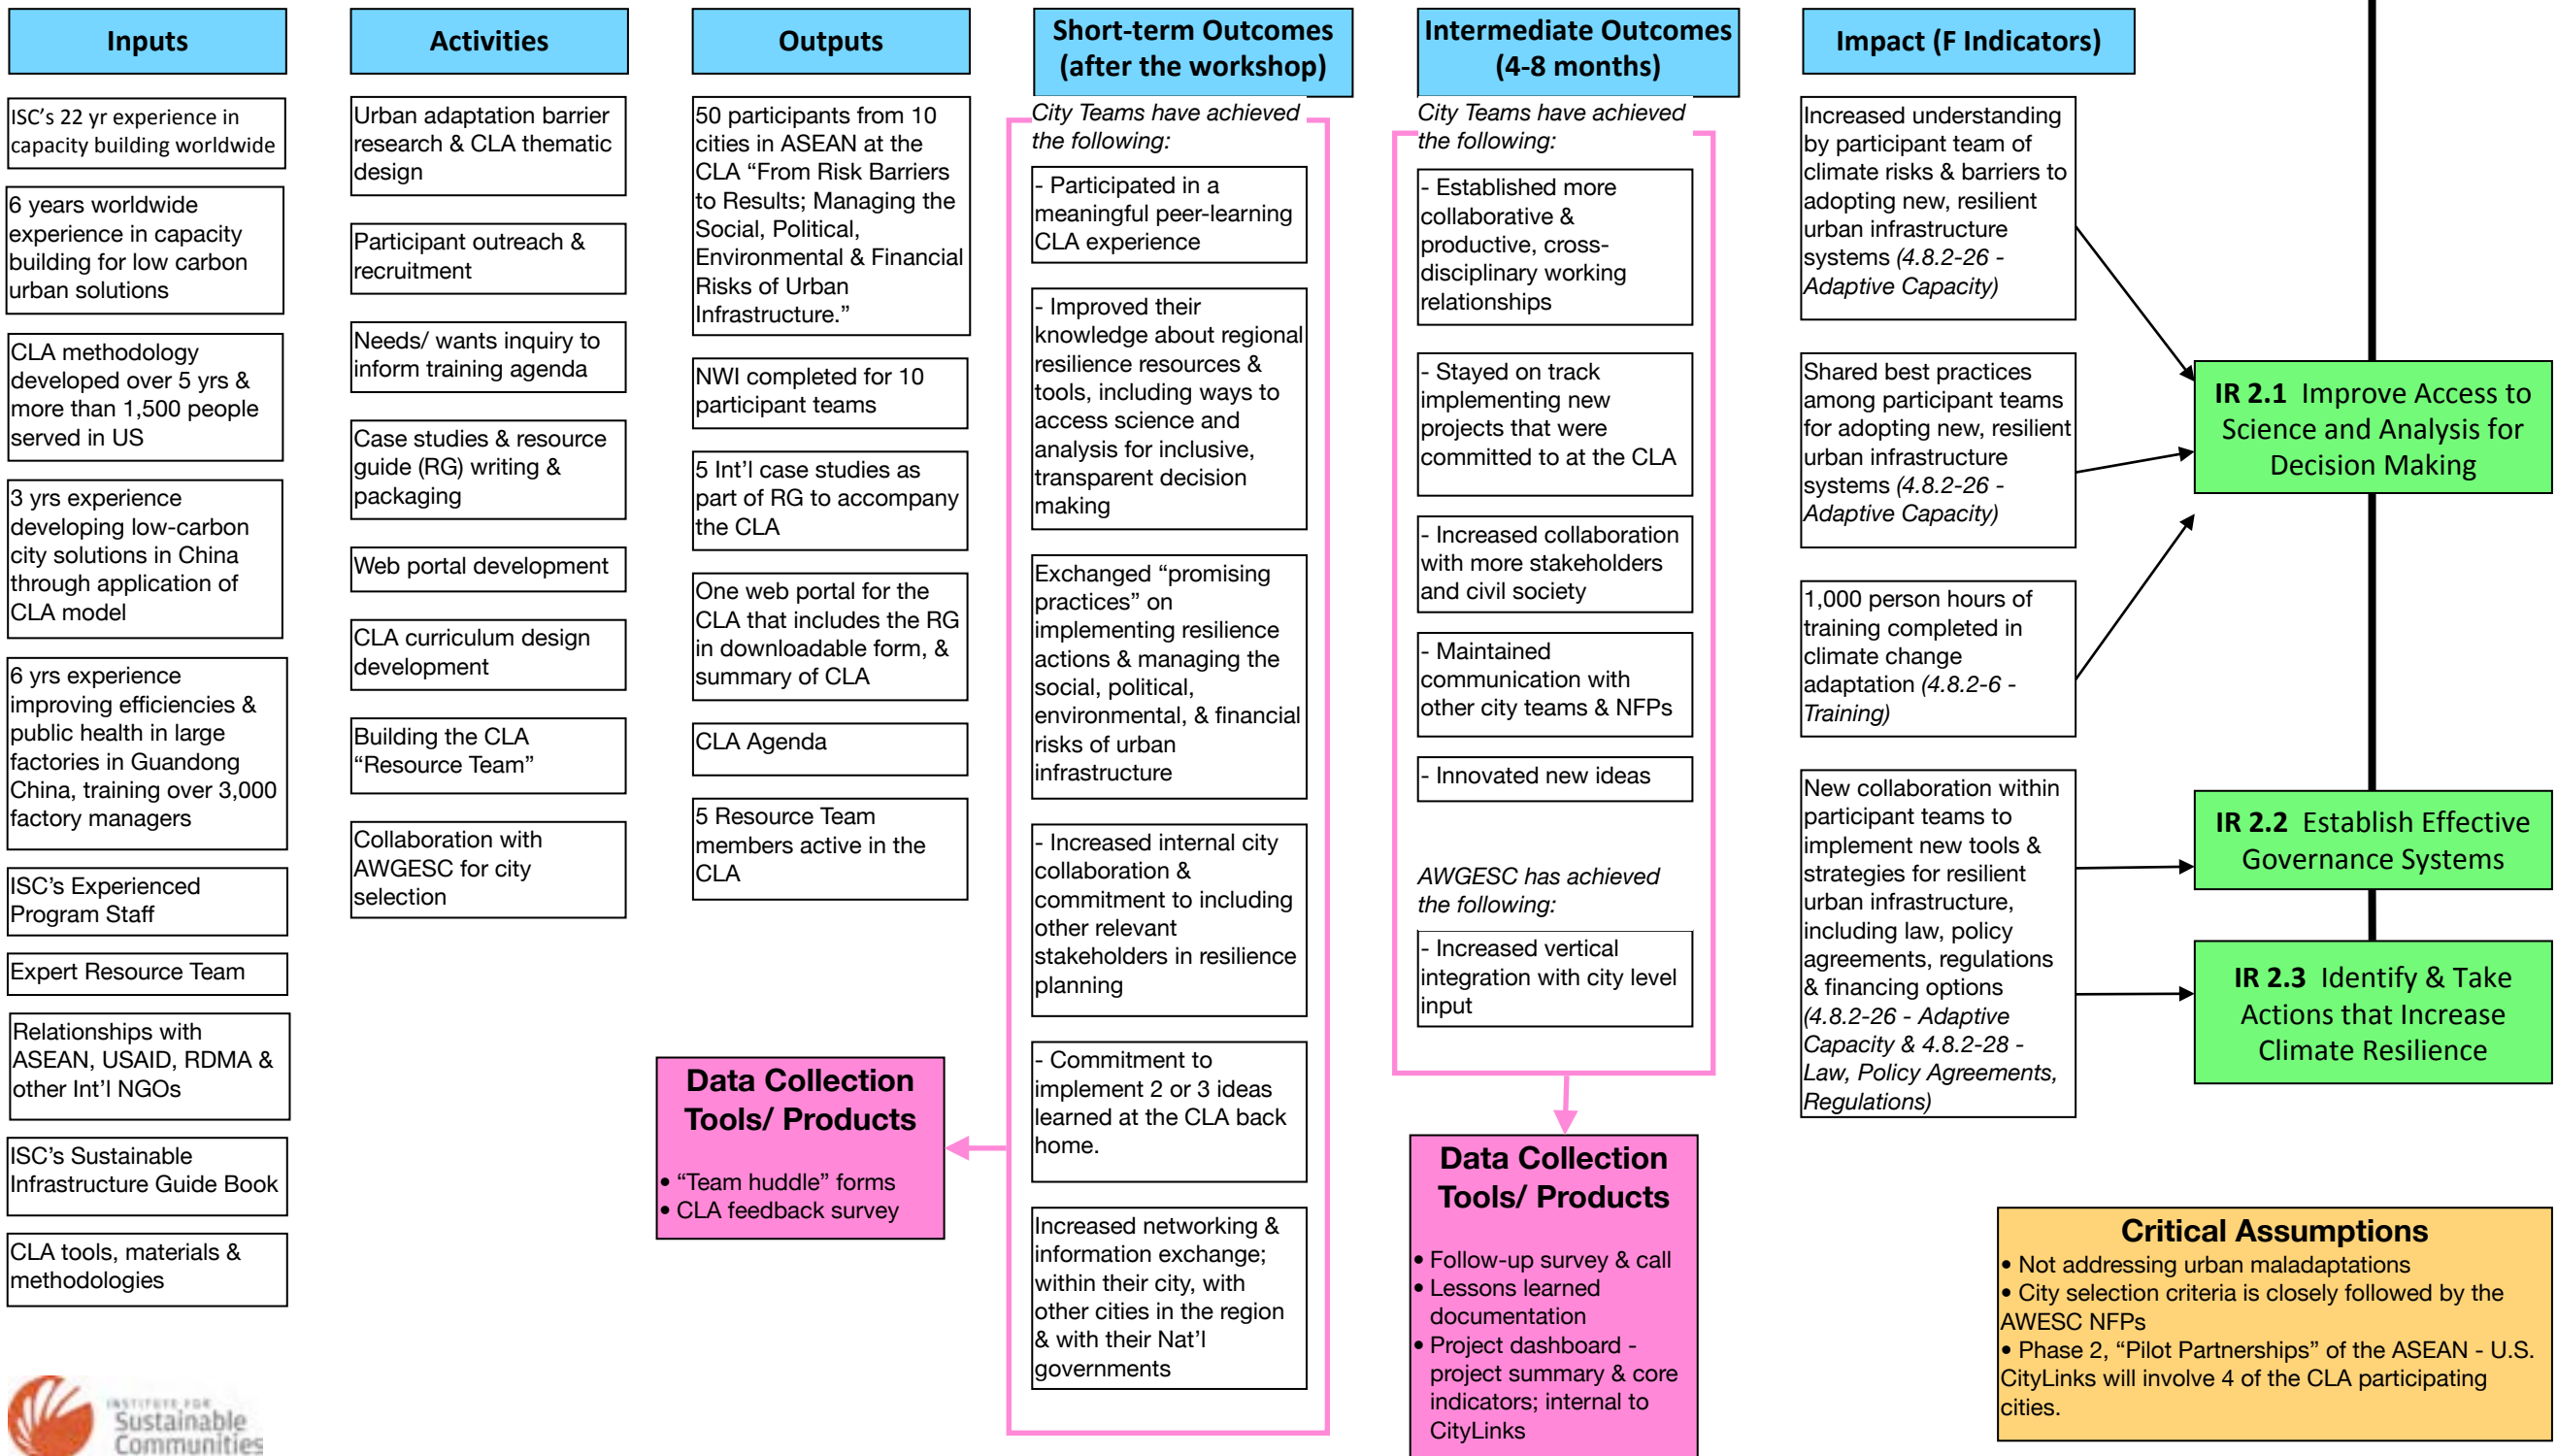 Inputs
ISC's 22 yr experience in
capacity building worldwide
6 years worldwide
experience in capacity
building for low carbon
urban solutions
CLA methodology
developed over 5 yrs &
more than 1,500 people
served in US
3 yrs experience
developing low-carbon
city solutions in China
through application of
CLA model
6 yrs experience
improving efficiencies &
public health in large
factories in Guandong
China, training over 3,000
factory managers
ISC's Experienced
Program Staff
Expert Resource Team
Relationships with
ASEAN, USAID, RDMA &
other Int'l NGOs
ISC's Sustainable
Infrastructure Guide Book
CLA tools, materials &
methodologies
INSTITUTE FOR
Sustainable
Communities
Activities
Urban adaptation barrier
research & CLA thematic
design
Participant outreach &
recruitment
Needs/ wants inquiry to
inform training agenda
Case studies & resource
guide (RG) writing &
packaging
Web portal development
CLA curriculum design
development
Building the CLA
“Resource Team”
Collaboration with
AWGESC for city
selection
Outputs
50 participants from 10
cities in ASEAN at the
CLA “From Risk Barriers
to Results; Managing the
Social, Political,
Environmental & Financial
Risks of Urban
Infrastructure.”
NWI completed for 10
participant teams
5 Int'l case studies as
part of RG to accompany
the CLA
One web portal for the
CLA that includes the RG
in downloadable form, &
summary of CLA
CLA Agenda
5 Resource Team
members active in the
CLA
Data Collection
Tools/ Products
• “Team huddle” forms
• CLA feedback survey
Short-term Outcomes
(after the workshop)
City Teams have achieved
the following:
- Participated in a
meaningful peer-learning
CLA experience
- Improved their
knowledge about regional
resilience resources &
tools, including ways to
access science and
analysis for inclusive,
transparent decision
making
Exchanged “promising
practices” on
implementing resilience
actions & managing the
social, political,
environmental, & financial
risks of urban
infrastructure
- Increased internal city
collaboration &
commitment to including
other relevant
stakeholders in resilience
planning
- Commitment to
implement 2 or 3 ideas
learned at the CLA back
home.
Increased networking &
information exchange;
within their city, with
other cities in the region
& with their Nat'l
governments
Intermediate Outcomes
(4-8 months)
City Teams have achieved
the following:
- Established more
collaborative &
productive, cross-
disciplinary working
relationships
- Stayed on track
implementing new
projects that were
committed to at the CLA
- Increased collaboration
with more stakeholders
and civil society
- Maintained
communication with
other city teams & NFPs
- Innovated new ideas
AWGESC has achieved
the following:
- Increased vertical
integration with city level
input
Data Collection
Tools/ Products
• Follow-up survey & call
• Lessons learned
documentation
• Project dashboard -
project summary & core
indicators; internal to
CityLinks
Impact (F Indicators)
Increased understanding
by participant team of
climate risks & barriers to
adopting new, resilient
urban infrastructure
systems (4.8.2-26 -
Adaptive Capacity)
Shared best practices
among participant teams
for adopting new, resilient
urban infrastructure
systems (4.8.2-26 -
Adaptive Capacity)
1,000 person hours of
training completed in
climate change
adaptation (4.8.2-6 -
Training)
New collaboration within
participant teams to
implement new tools &
strategies for resilient
urban infrastructure,
including law, policy
agreements, regulations
& financing options
(4.8.2-26 - Adaptive
Capacity & 4.8.2-28 -
Law, Policy Agreements,
Regulations)
IR 2.1 Improve Access to
Science and Analysis for
Decision Making
IR 2.2 Establish Effective
Governance Systems
IR 2.3 Identify & Take
Actions that Increase
Climate Resilience
Critical Assumptions
• Not addressing urban maladaptations
• City selection criteria is closely followed by the
AWESC NFPs
• Phase 2, “Pilot Partnerships” of the ASEAN - U.S.
CityLinks will involve 4 of the CLA participating
cities.